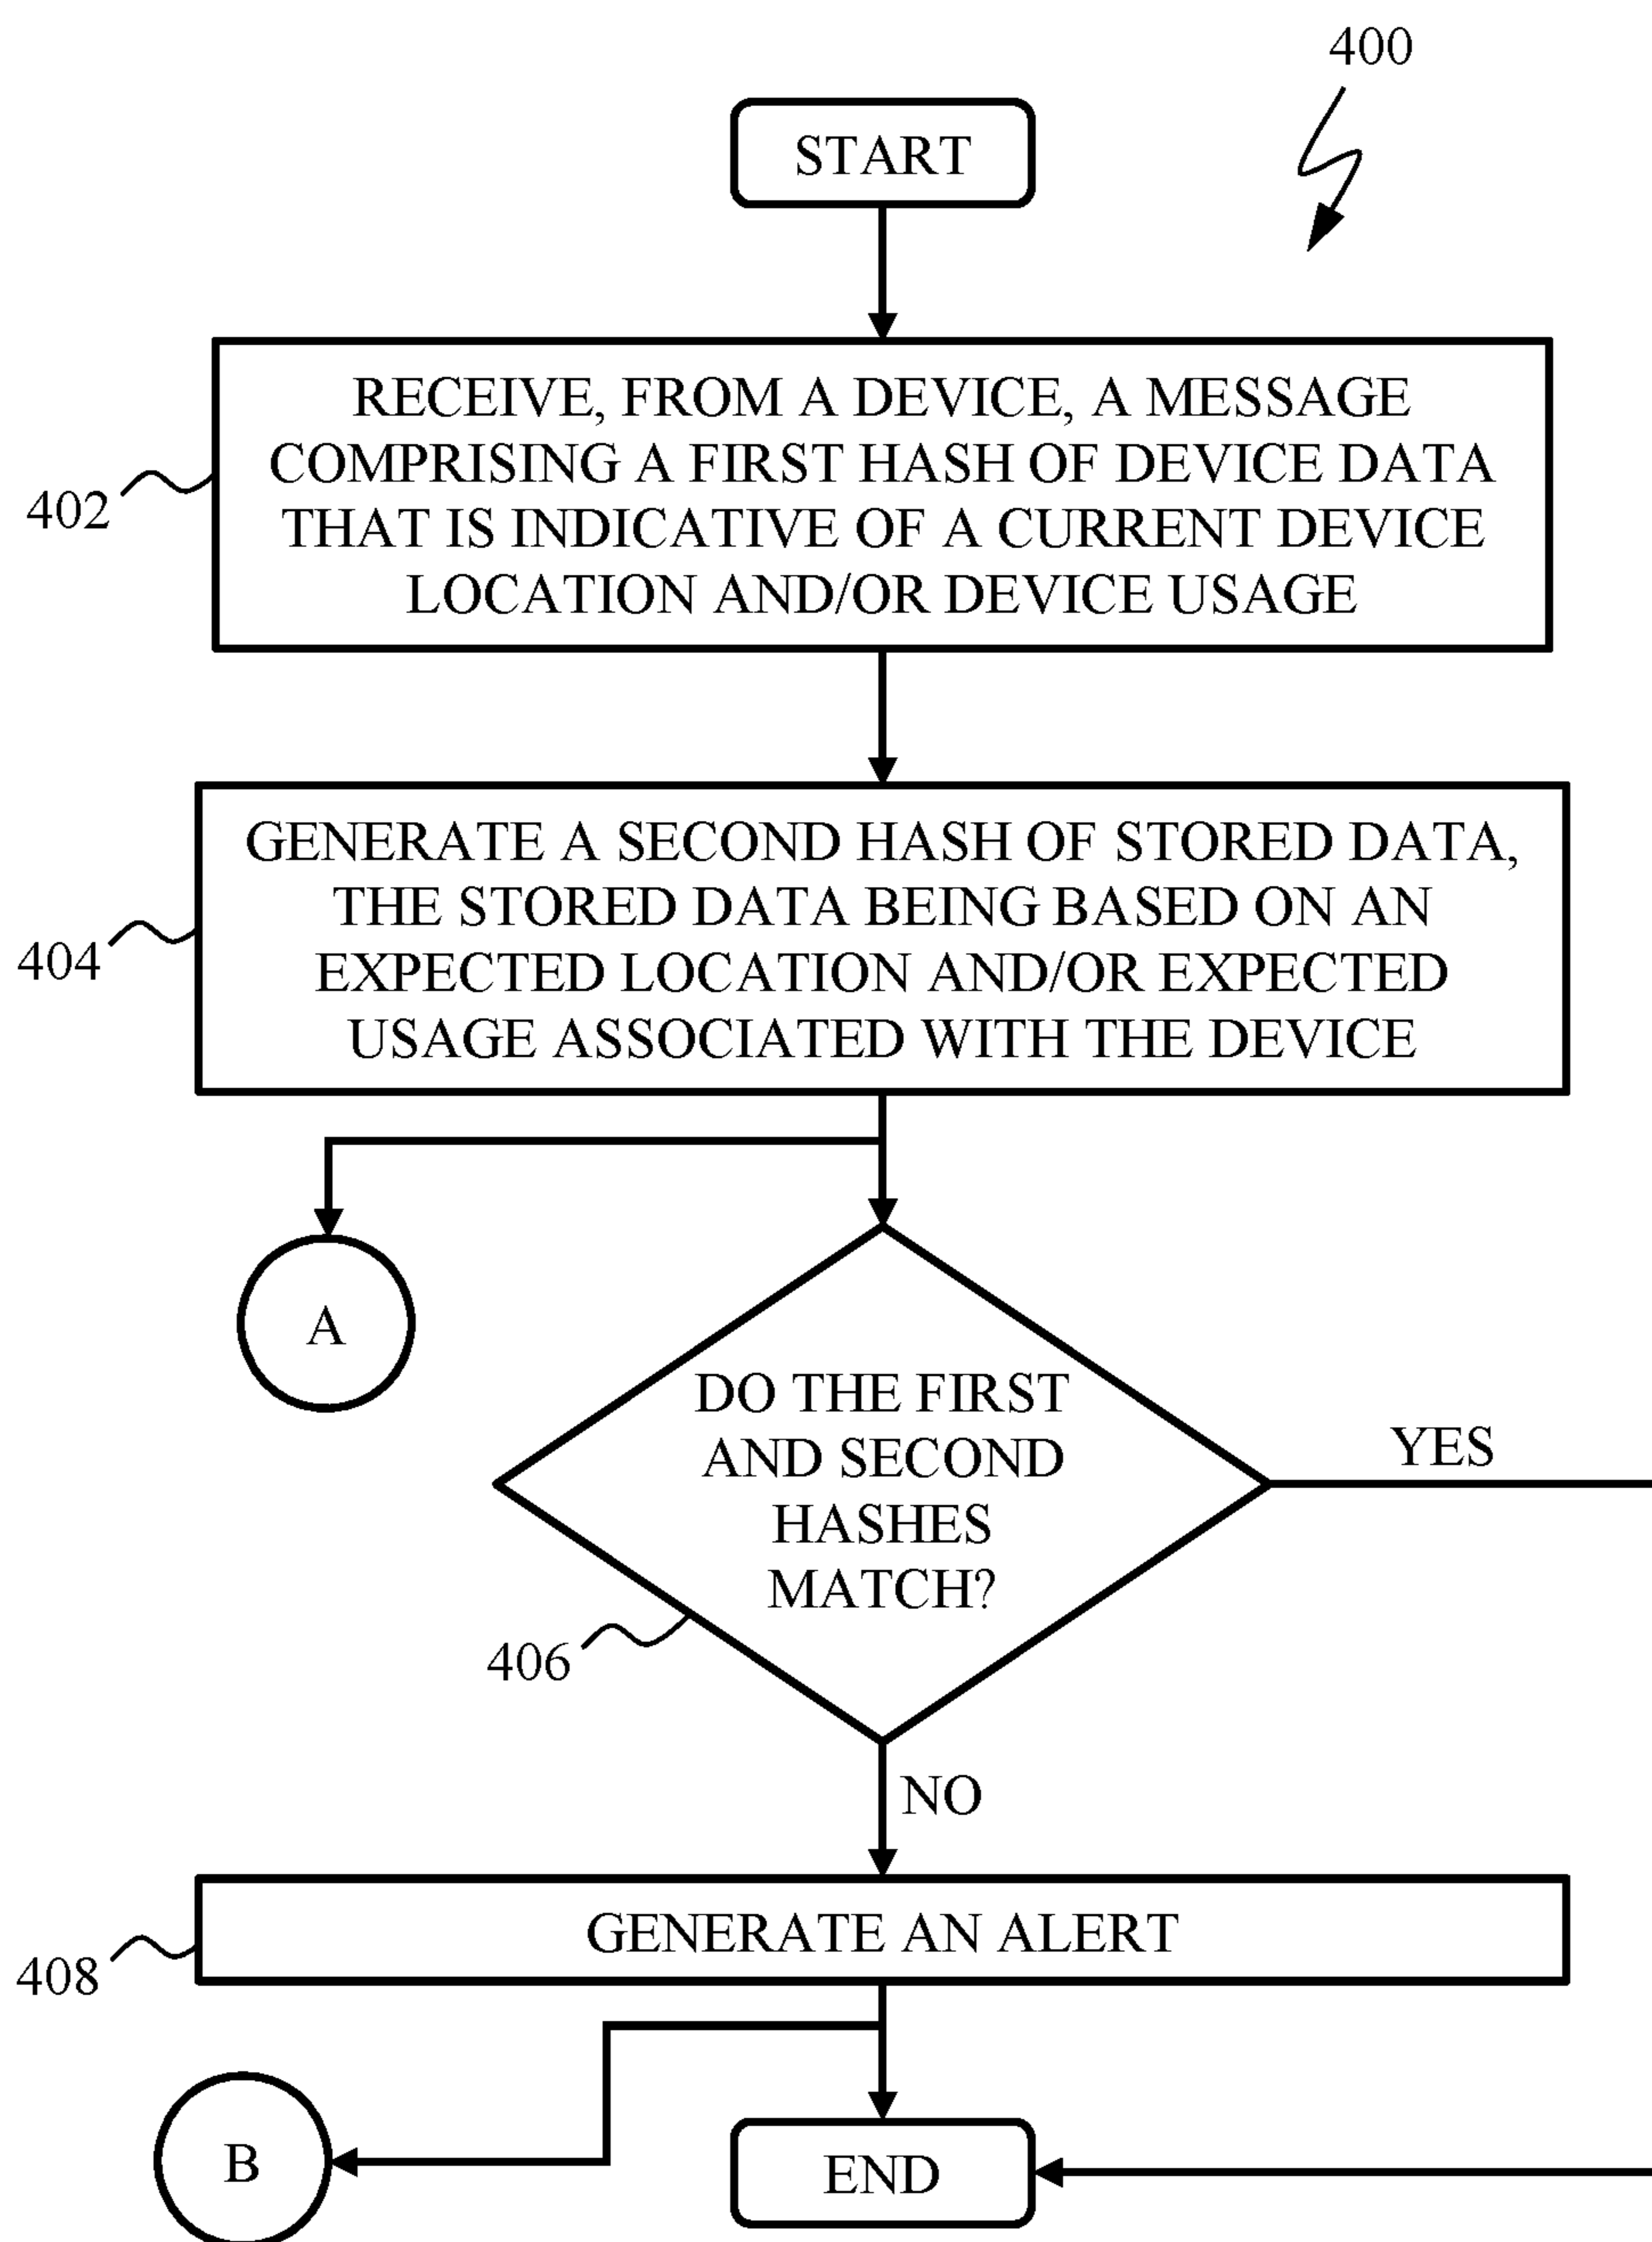 400
START
RECEIVE, FROM A DEVICE, A MESSAGE
COMPRISING A FIRST HASH OF DEVICE DATA
THAT IS INDICATIVE OF A CURRENT DEVICE
LOCATION AND/OR DEVICE USAGE
402
GENERATE A SECOND HASH OF STORED DATA,
THE STORED DATA BEING BASED ON AN
EXPECTED LOCATION AND/OR EXPECTED
USAGE ASSOCIATED WITH THE DEVICE
404
A
DO THE FIRST
AND SECOND
HASHES
MATCH?
YES
406
NO
GENERATE AN ALERT
408
B
END